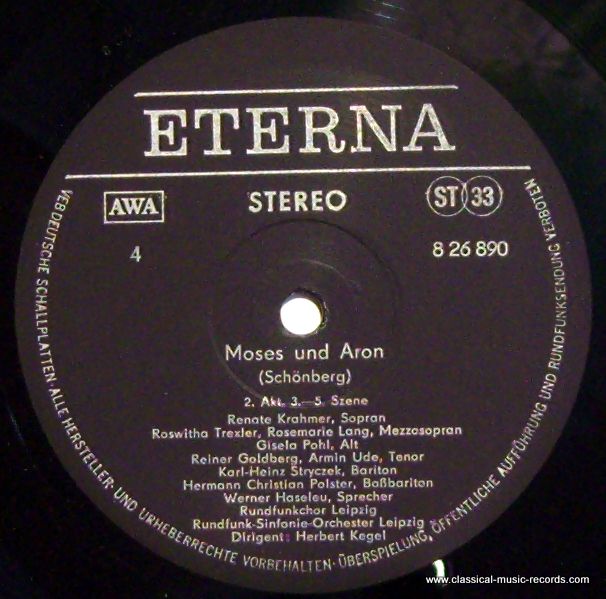 ETERNA
AWA
STEREO
ST 33
4
8 26 890
Moses und Aron
(Schönberg)
2. Akt, 3.—5. Szene
Renate Krahmer, Sopran
Roswitha Trexler, Rosemarie Lang, Mezzosopran
Gisela Pohl, Alt
Reiner Goldberg, Armin Ude, Tenor
Karl-Heinz Stryczek, Bariton
Hermann Christian Polster, Baßbariton
Werner Haseleu, Sprecher
Rundfunkchor Leipzig
Rundfunk-Sinfonie-Orchester Leipzig
Dirigent: Herbert Kegel
VEB DEUTSCHE SCHALLPLATTEN · ALLE HERSTELLER- UND URHEBERRECHTE VORBEHALTEN · ÜBERSPIELUNG, ÖFFENTLICHE AUFFÜHRUNG UND RUNDFUNKSENDUNG VERBOTEN
www.classical-music-records.com